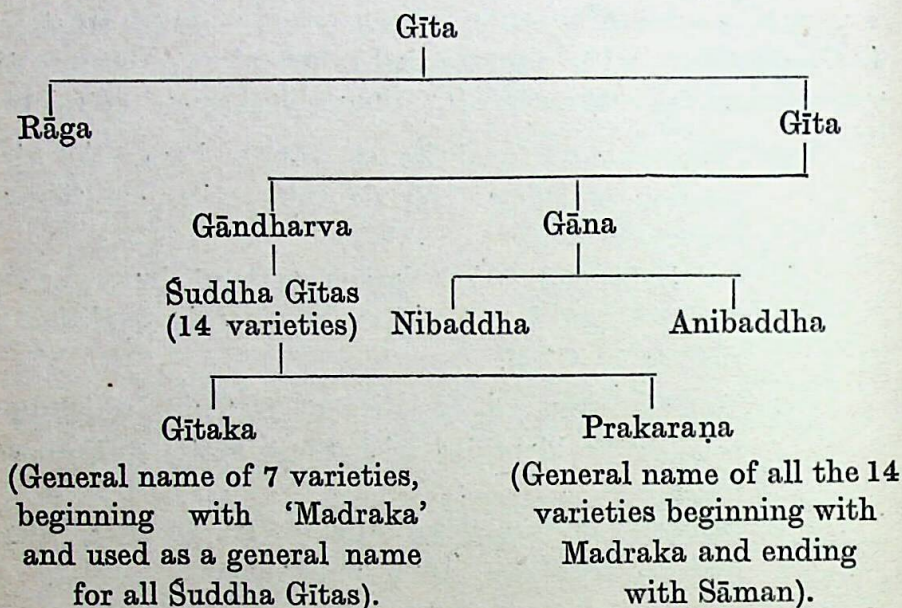 Gīta
Rāga Gīta
Gāndharva Gāna
Śuddha Gītas
(14 varieties) Nibaddha Anibaddha
Gītaka Prakaraṇa
(General name of 7 varieties,
beginning with ‘Madraka’
and used as a general name
for all Śuddha Gītas).
(General name of all the 14
varieties beginning with
Madraka and ending
with Sāman).